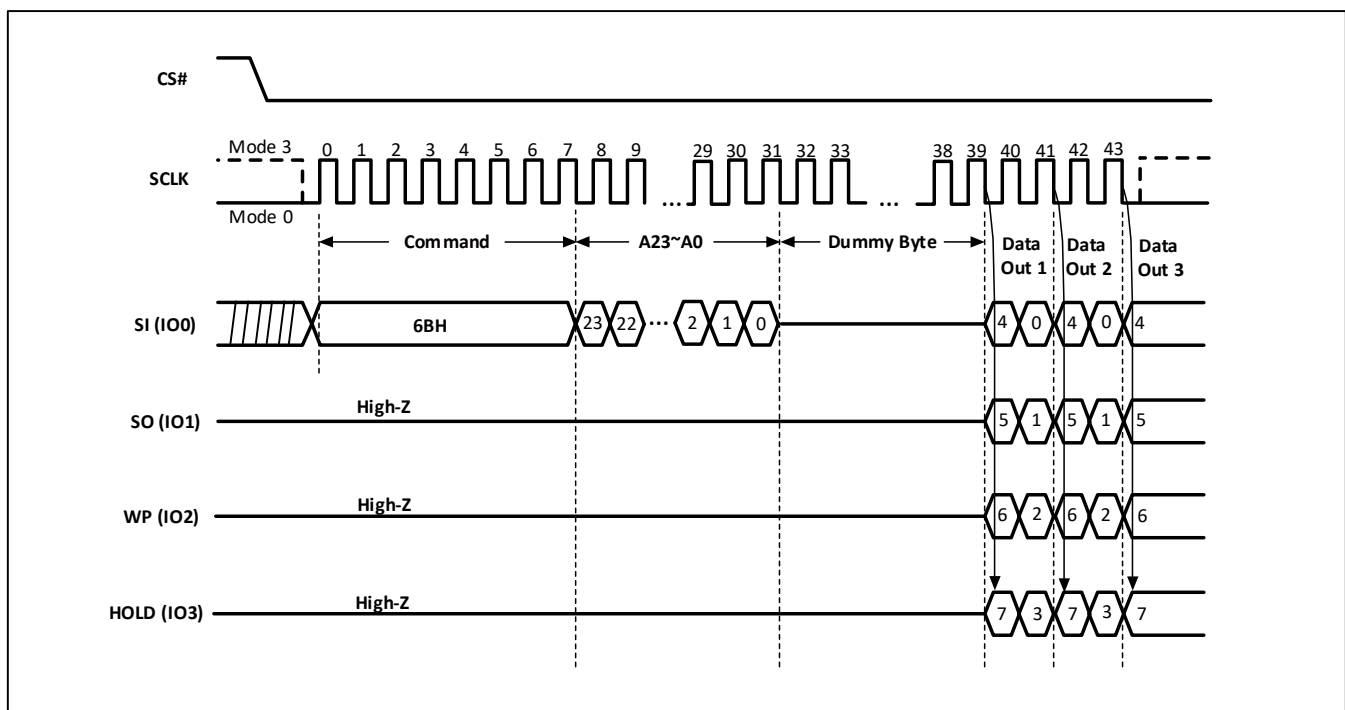 CS#
Mode 3
0 1 2 3 4 5 6 7 8 9 29 30 31 32 33 38 39 40 41 42 43
SCLK
... ...
Mode 0
Command A23~A0 Dummy Byte Data Out 1 Data Out 2 Data Out 3
SI (IO0) 6BH 23 22 ... 2 1 0 4 0 4 0 4
High-Z
SO (IO1) 5 1 5 1 5
High-Z
WP (IO2) 6 2 6 2 6
High-Z
HOLD (IO3) 7 3 7 3 7